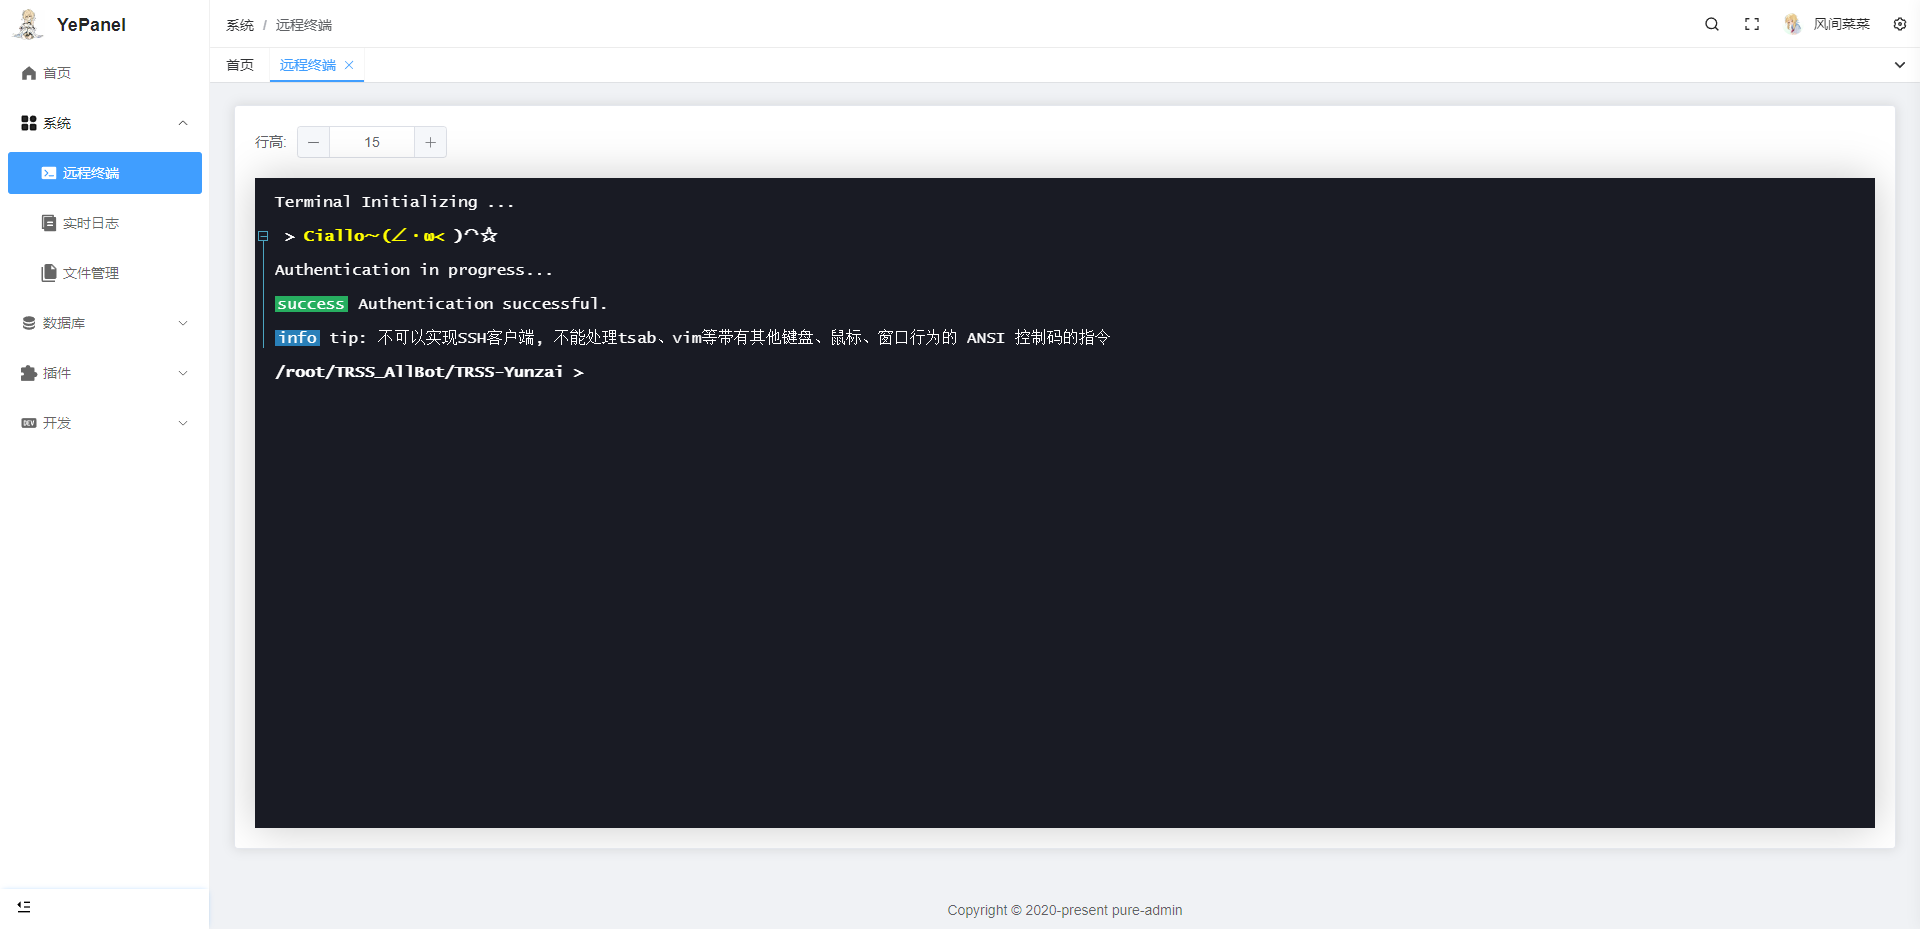 YePanel
首页
系统
远程终端
实时日志
文件管理
数据库
插件
DEV 开发
系统 / 远程终端
风间菜菜
首页 远程终端
行高: 15
Terminal Initializing ...
> Ciallo～(∠・ω< )⌒☆
Authentication in progress...
success Authentication successful.
info tip: 不可以实现SSH客户端, 不能处理tsab、vim等带有其他键盘、鼠标、窗口行为的 ANSI 控制码的指令
/root/TRSS_AllBot/TRSS-Yunzai >
Copyright © 2020-present pure-admin